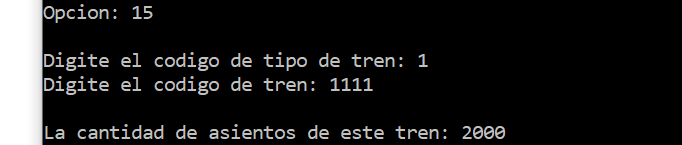 Opcion: 15
Digite el codigo de tipo de tren: 1
Digite el codigo de tren: 1111
La cantidad de asientos de este tren: 2000